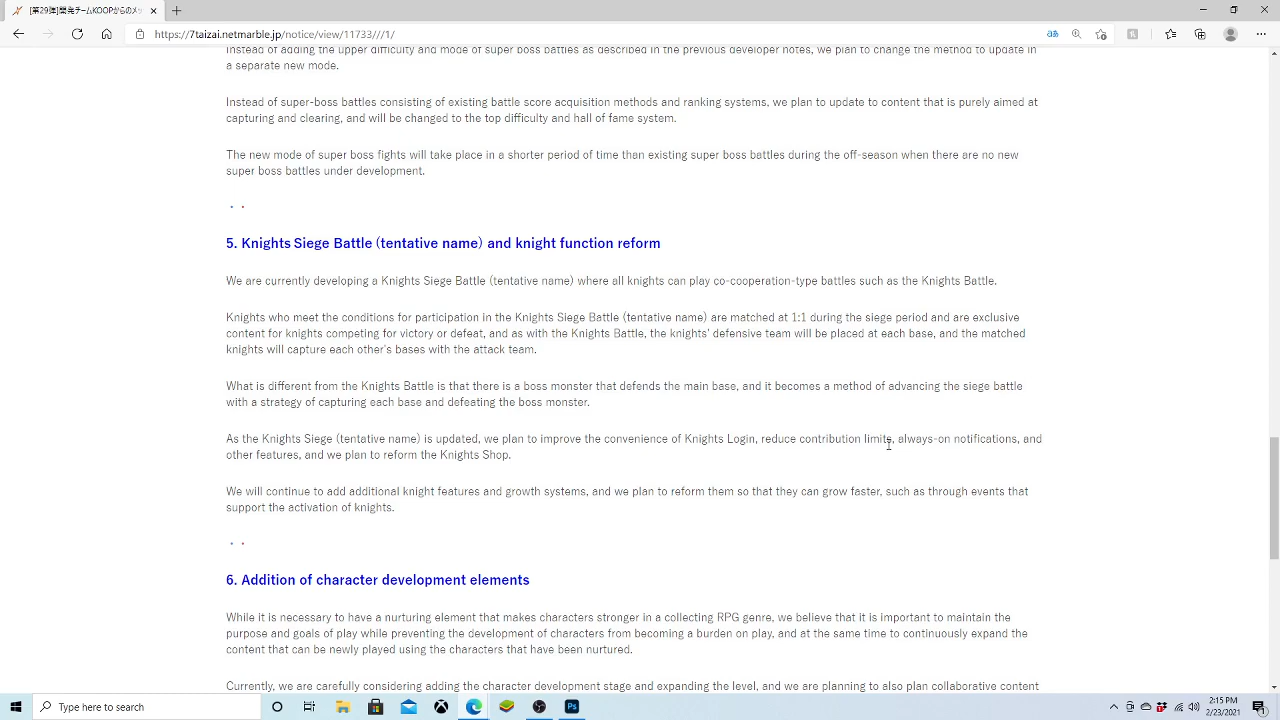 [第29弾]開発チームKOOPからのメッ
https://7taizai.netmarble.jp/notice/view/11733///1/
Instead of adding the upper difficulty and mode of super boss battles as described in the previous developer notes, we plan to change the method to update in
a separate new mode.
Instead of super-boss battles consisting of existing battle score acquisition methods and ranking systems, we plan to update to content that is purely aimed at
capturing and clearing, and will be changed to the top difficulty and hall of fame system.
The new mode of super boss fights will take place in a shorter period of time than existing super boss battles during the off-season when there are no new
super boss battles under development.
・・
5. Knights Siege Battle (tentative name) and knight function reform
We are currently developing a Knights Siege Battle (tentative name) where all knights can play co-cooperation-type battles such as the Knights Battle.
Knights who meet the conditions for participation in the Knights Siege Battle (tentative name) are matched at 1:1 during the siege period and are exclusive
content for knights competing for victory or defeat, and as with the Knights Battle, the knights' defensive team will be placed at each base, and the matched
knights will capture each other's bases with the attack team.
What is different from the Knights Battle is that there is a boss monster that defends the main base, and it becomes a method of advancing the siege battle
with a strategy of capturing each base and defeating the boss monster.
As the Knights Siege (tentative name) is updated, we plan to improve the convenience of Knights Login, reduce contribution limits, always-on notifications, and
other features, and we plan to reform the Knights Shop.
We will continue to add additional knight features and growth systems, and we plan to reform them so that they can grow faster, such as through events that
support the activation of knights.
・・
6. Addition of character development elements
While it is necessary to have a nurturing element that makes characters stronger in a collecting RPG genre, we believe that it is important to maintain the
purpose and goals of play while preventing the development of characters from becoming a burden on play, and at the same time to continuously expand the
content that can be newly played using the characters that have been nurtured.
Currently, we are carefully considering adding the character development stage and expanding the level, and we are planning to also plan collaborative content
Type here to search
2:15 PM
2/23/2021